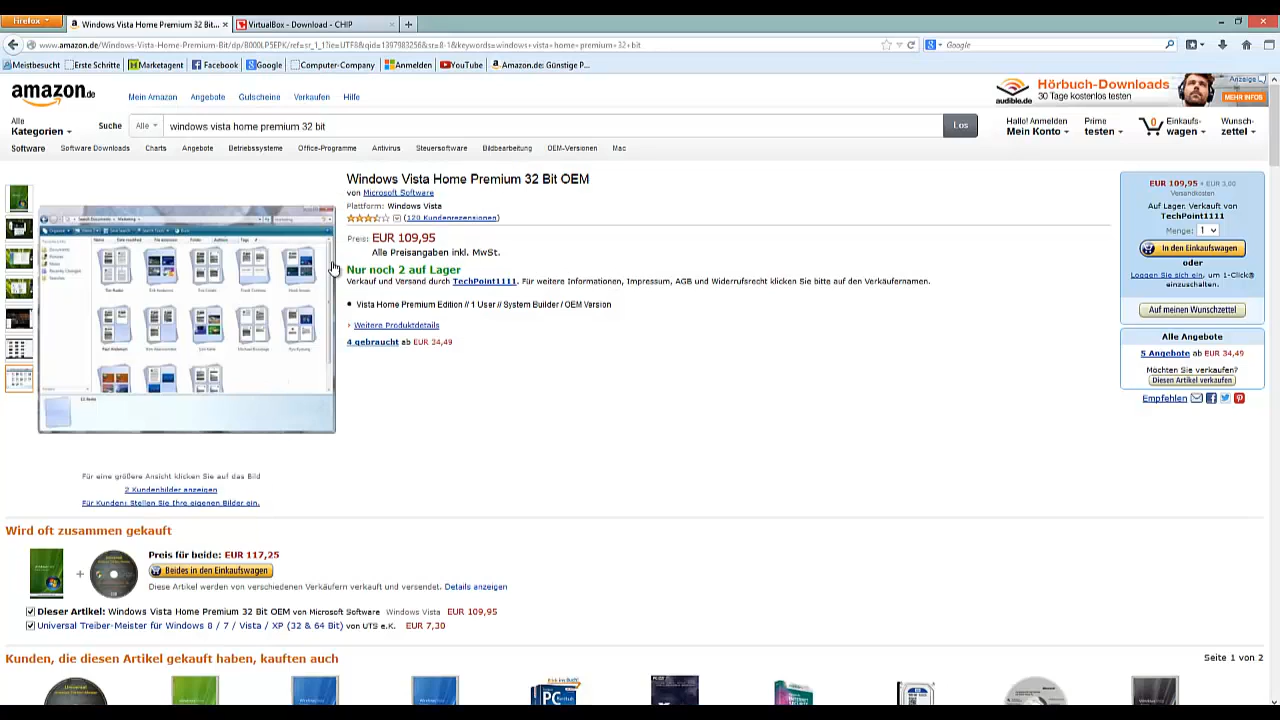 Firefox
Windows Vista Home Premium 32 Bit...
VirtualBox - Download - CHIP
www.amazon.de/Windows-Vista-Home-Premium-Bit/dp/B000LP5EPK/ref=sr_1_1?ie=UTF8&qid=1397983256&sr=8-1&keywords=windows+vista+home+premium+32+bit
Google
Meistbesucht Erste Schritte Marketagent Facebook Google Computer-Company Anmelden YouTube Amazon.de: Günstige P...
amazon.de
Mein Amazon Angebote Gutscheine Verkaufen Hilfe
audible.de
Hörbuch-Downloads
30 Tage kostenlos testen
Anzeige
MEHR INFOS
Alle
Kategorien
Suche
Alle
windows vista home premium 32 bit
Los
Hallo! Anmelden
Mein Konto
Prime
testen
0
Einkaufs-
wagen
Wunsch-
zettel
Software Software Downloads Charts Angebote Betriebssysteme Office-Programme Antivirus Steuersoftware Bildbearbeitung OEM-Versionen Mac
Windows Vista Home Premium 32 Bit OEM
von Microsoft Software
Plattform: Windows Vista
(120 Kundenrezensionen)
Preis: EUR 109,95
Alle Preisangaben inkl. MwSt.
Nur noch 2 auf Lager
Verkauf und Versand durch TechPoint1111. Für weitere Informationen, Impressum, AGB und Widerrufsrecht klicken Sie bitte auf den Verkäufernamen.
Vista Home Premium Edition // 1 User // System Builder / OEM Version
Weitere Produktdetails
4 gebraucht ab EUR 34,49
EUR 109,95 + EUR 3,00
Versandkosten
Auf Lager. Verkauf von
TechPoint1111
Menge: 1
In den Einkaufswagen
oder
Loggen Sie sich ein, um 1-Click®
einzuschalten.
Auf meinen Wunschzettel
Alle Angebote
5 Angebote ab EUR 34,49
Möchten Sie verkaufen?
Diesen Artikel verkaufen
Empfehlen
Für eine größere Ansicht klicken Sie auf das Bild
2 Kundenbilder anzeigen
Für Kunden: Stellen Sie Ihre eigenen Bilder ein.
Wird oft zusammen gekauft
+
Preis für beide: EUR 117,25
Beides in den Einkaufswagen
Diese Artikel werden von verschiedenen Verkäufern verkauft und versendet. Details anzeigen
Dieser Artikel: Windows Vista Home Premium 32 Bit OEM von Microsoft Software Windows Vista EUR 109,95
Universal Treiber-Meister für Windows 8 / 7 / Vista / XP (32 & 64 Bit) von UTS e.K. EUR 7,30
Kunden, die diesen Artikel gekauft haben, kauften auch
Seite 1 von 2